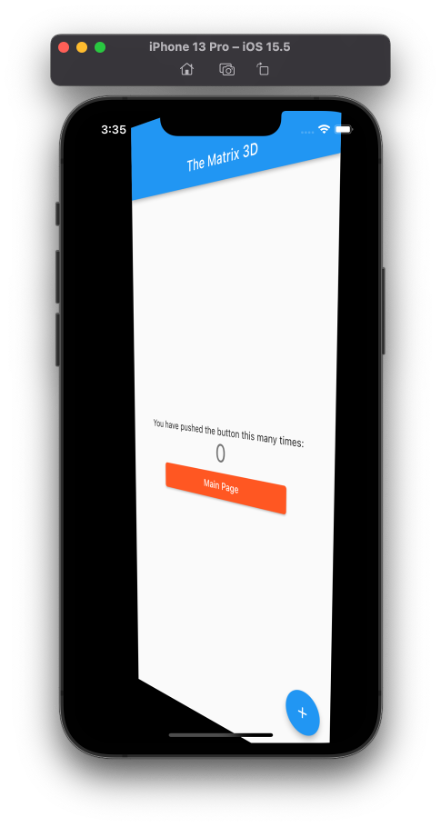 iPhone 13 Pro – iOS 15.5
3:35
The Matrix 3D
You have pushed the button this many times:
0
Main Page
+